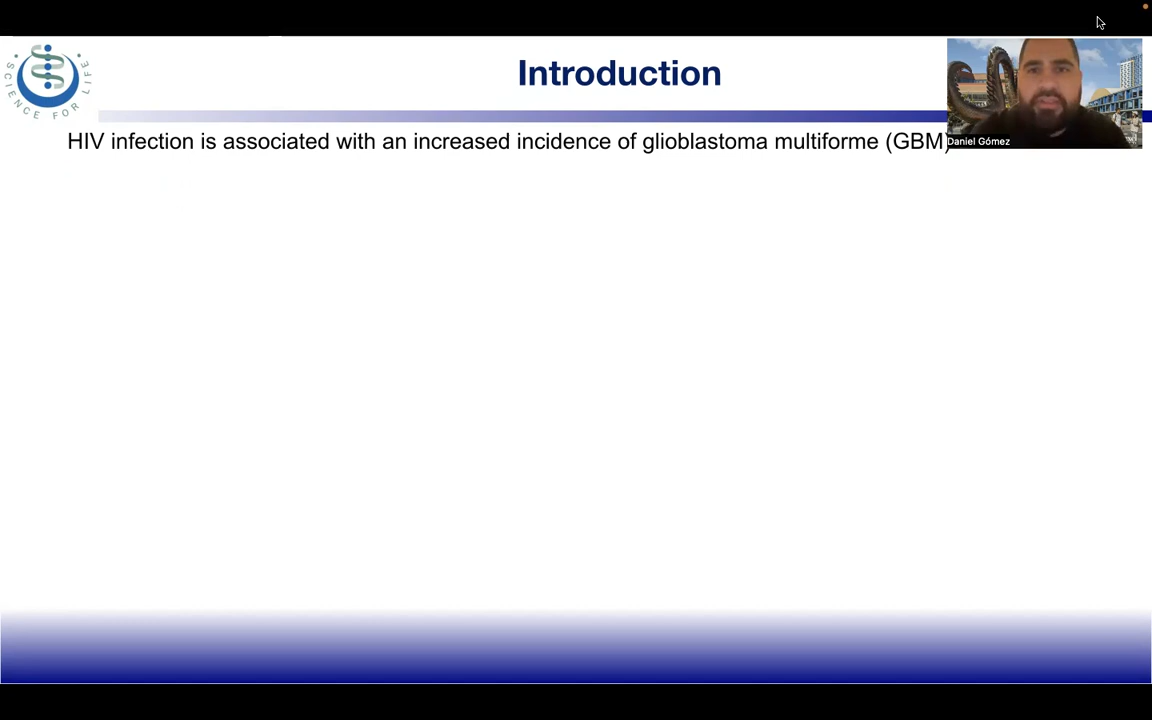 Introduction
SCIENCE FOR LIFE
HIV infection is associated with an increased incidence of glioblastoma multiforme (GBM)
Daniel Gómez